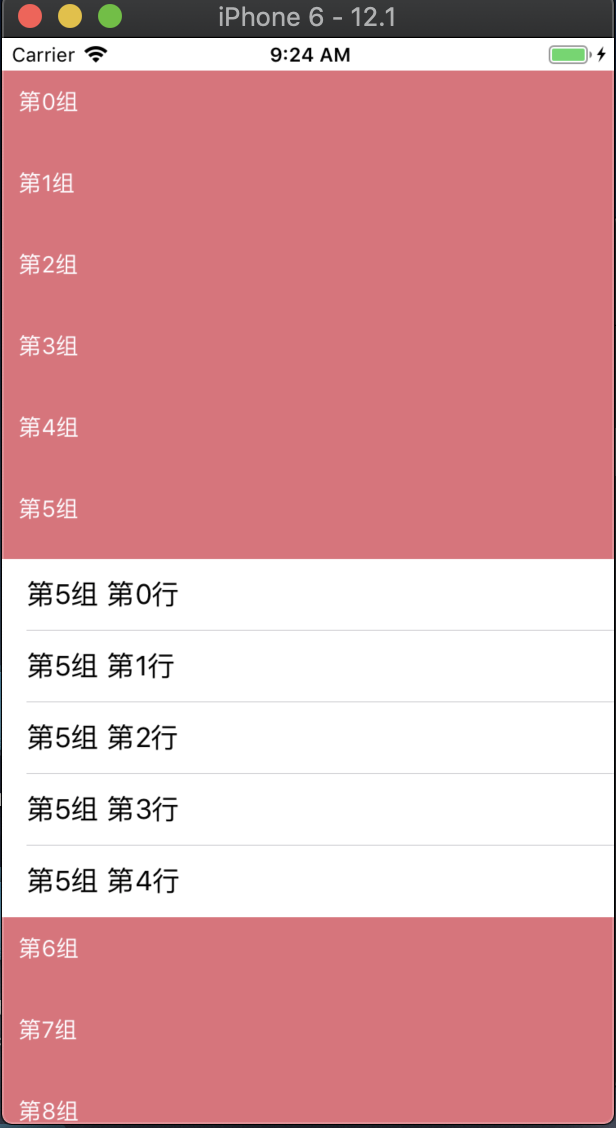 iPhone 6 - 12.1
Carrier 9:24 AM
第0组
第1组
第2组
第3组
第4组
第5组
第5组 第0行
第5组 第1行
第5组 第2行
第5组 第3行
第5组 第4行
第6组
第7组
第8组